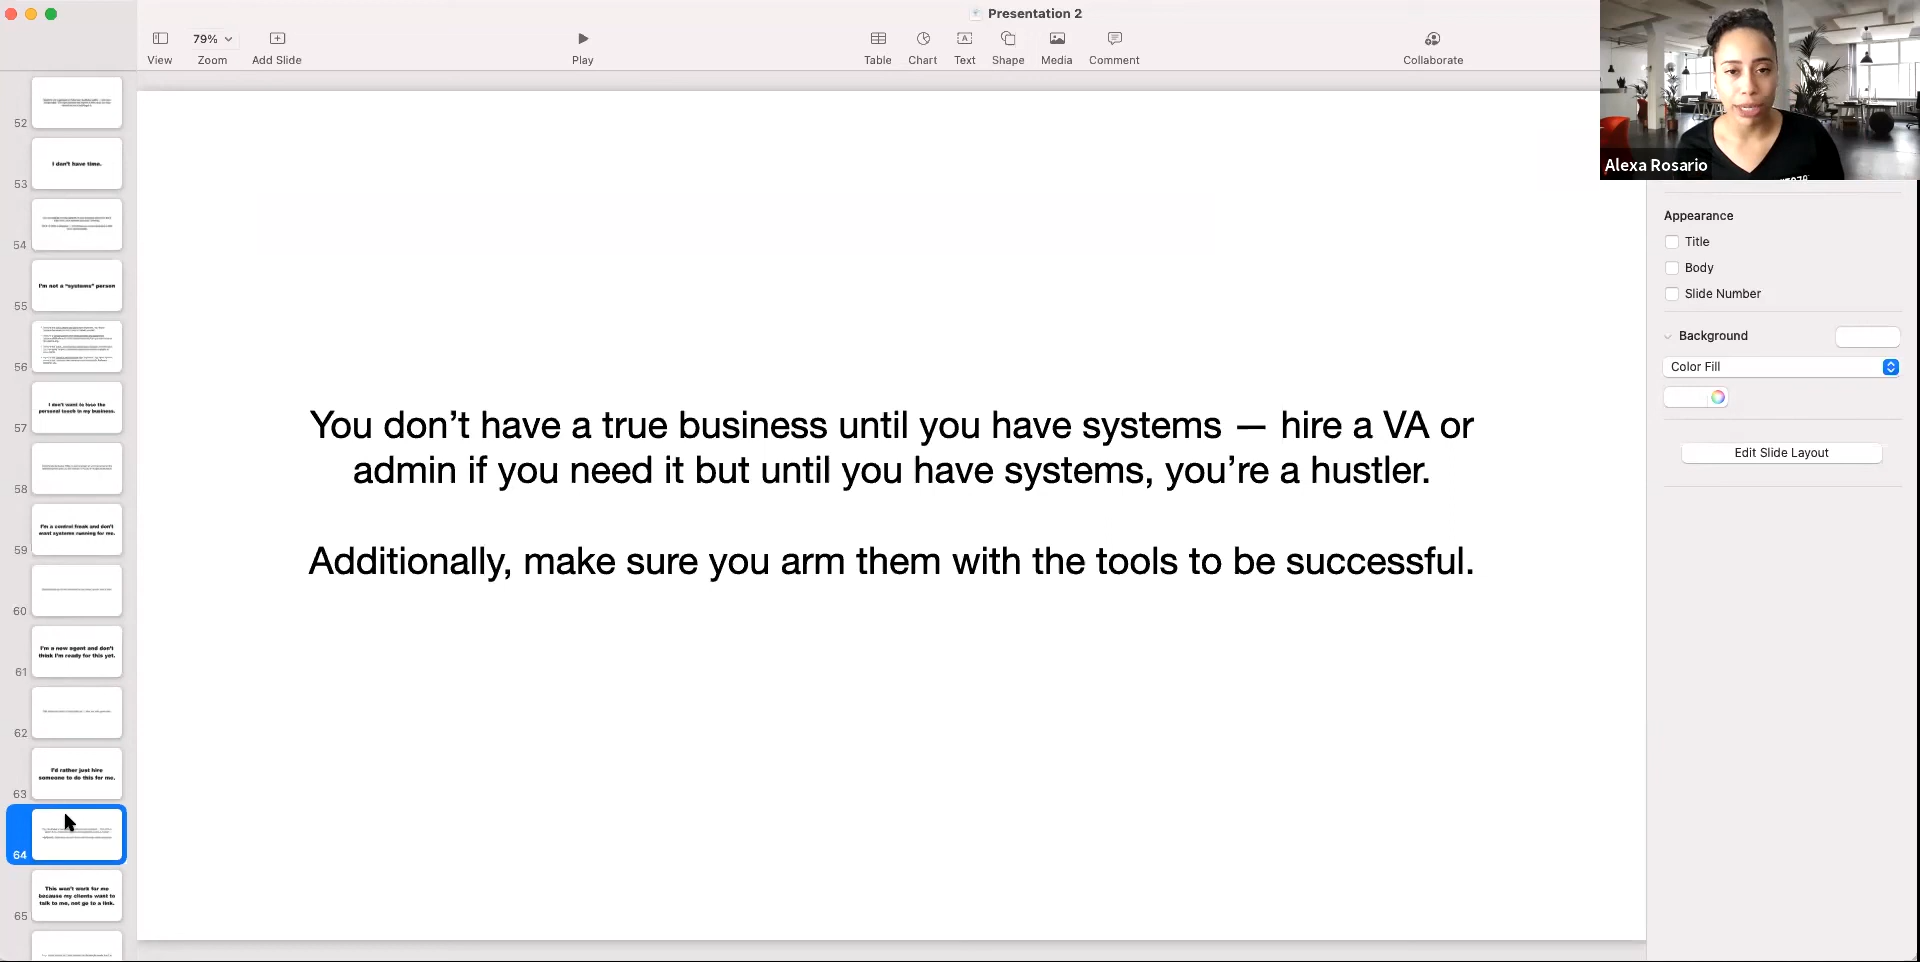 Presentation 2
View
79%
Zoom
Add Slide
Play
Table
Chart
Text
Shape
Media
Comment
Collaborate
Alexa Rosario
52
I don't have time.
53
54
I'm not a "systems" person
55
56
I don't want to lose the
personal touch in my business.
57
58
I'm a control freak and don't
want systems running for me.
59
60
I'm a new agent and don't
think I'm ready for this yet.
61
62
I'd rather just hire
someone to do this for me.
63
64
This won't work for me
because my clients want to
talk to me, not go to a link.
65
You don’t have a true business until you have systems — hire a VA or
admin if you need it but until you have systems, you’re a hustler.
Additionally, make sure you arm them with the tools to be successful.
Appearance
Title
Body
Slide Number
Background
Color Fill
Edit Slide Layout